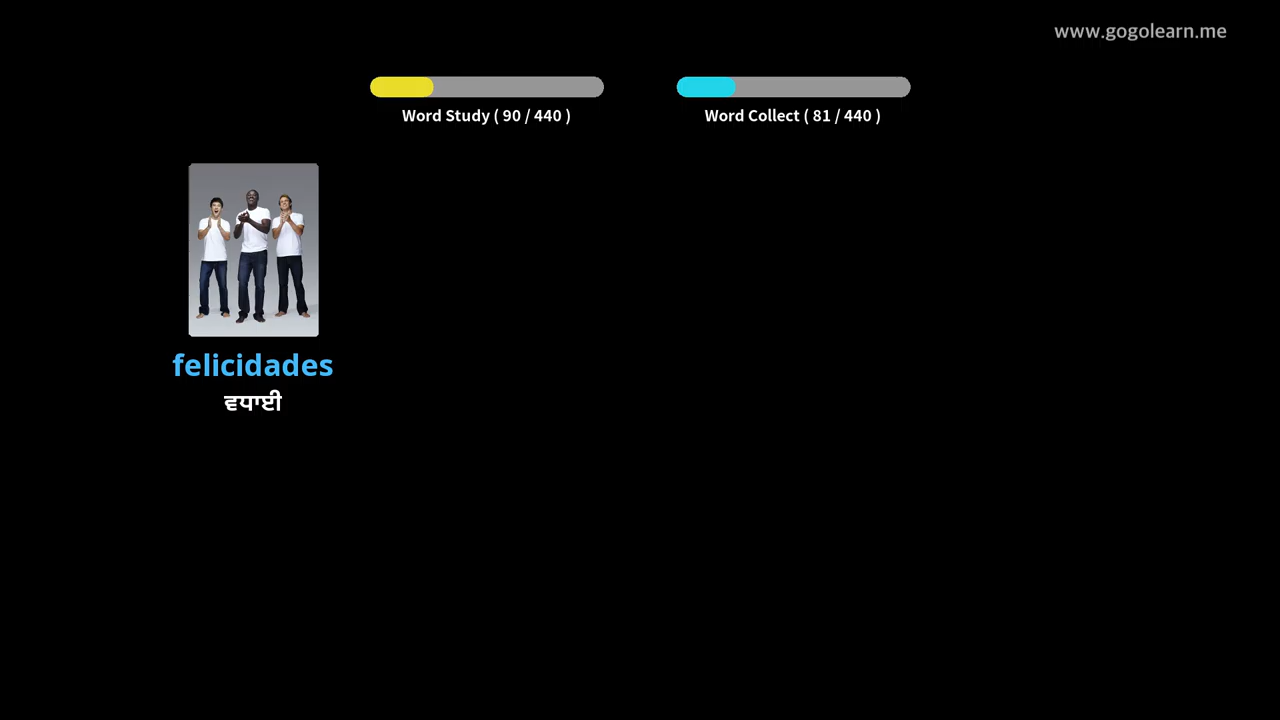 www.gogolearn.me
Word Study ( 90 / 440 )
Word Collect ( 81 / 440 )
felicidades
ਵਧਾਈ